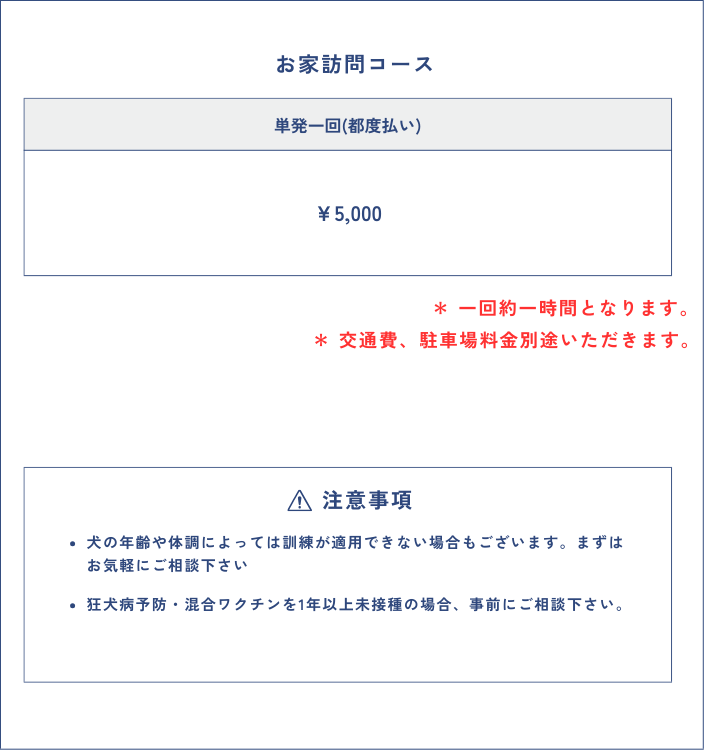 お家訪問コース
単発一回(都度払い)
¥5,000
＊ 一回約一時間となります。
＊ 交通費、駐車場料金別途いただきます。
注意事項
• 犬の年齢や体調によっては訓練が適用できない場合もございます。まずは
お気軽にご相談下さい
• 狂犬病予防・混合ワクチンを1年以上未接種の場合、事前にご相談下さい。